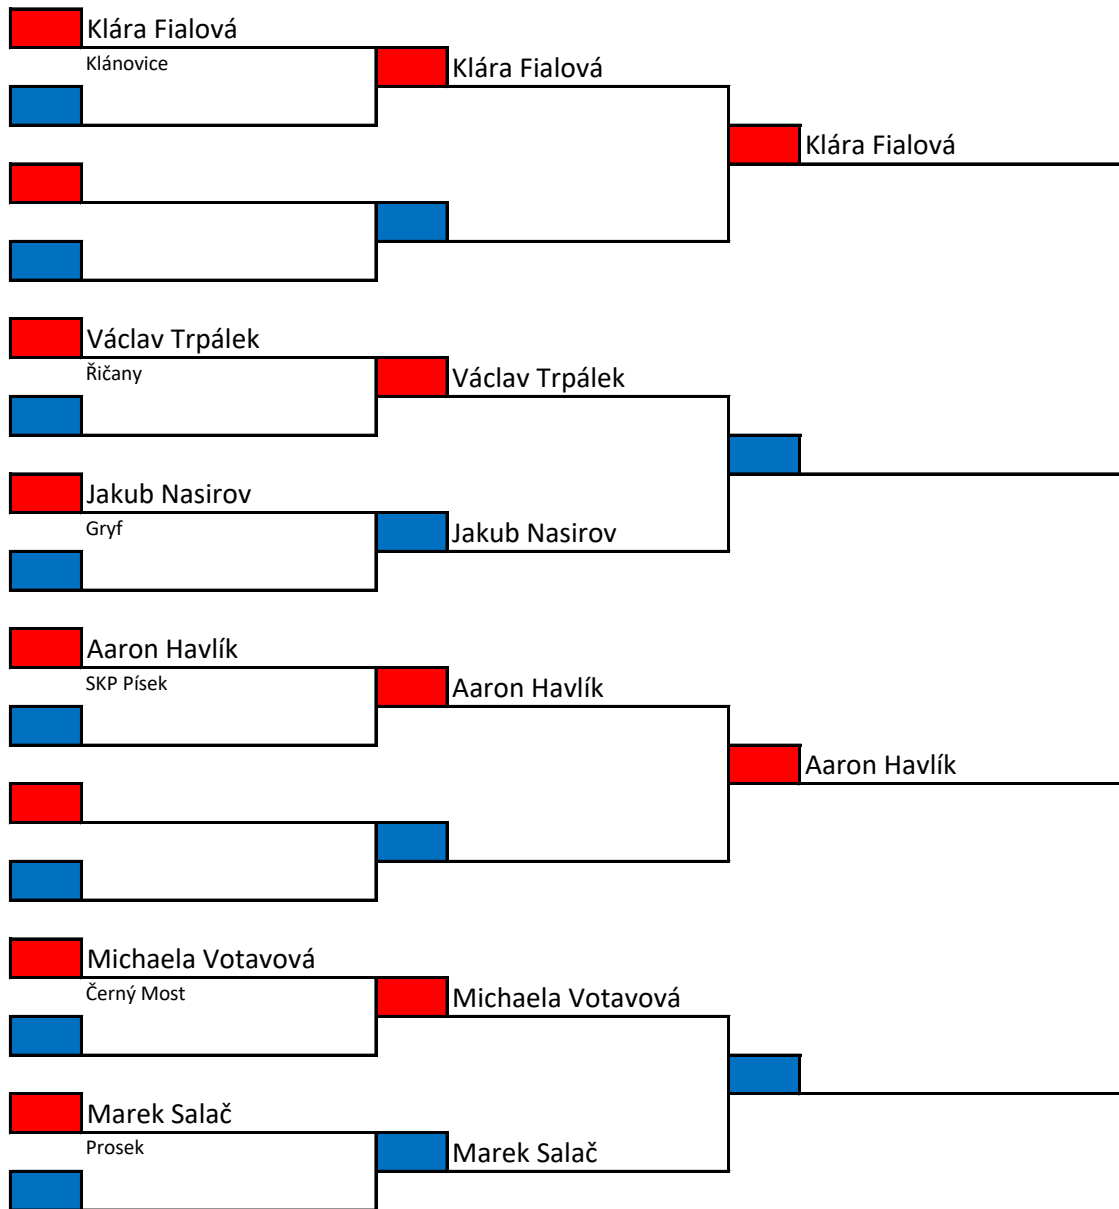 Klára Fialová
Klánovice
Klára Fialová
Klára Fialová
Václav Trpálek
Řičany
Václav Trpálek
Jakub Nasirov
Gryf
Jakub Nasirov
Aaron Havlík
SKP Písek
Aaron Havlík
Aaron Havlík
Michaela Votavová
Černý Most
Michaela Votavová
Marek Salač
Prosek
Marek Salač